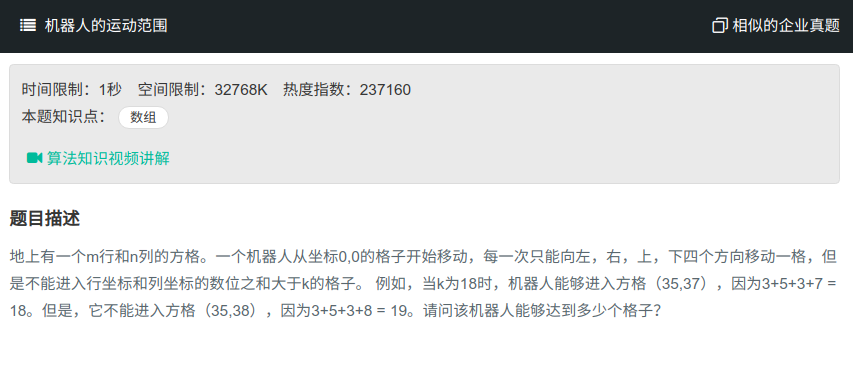 机器人的运动范围 相似的企业真题
时间限制：1秒 空间限制：32768K 热度指数：237160
本题知识点： 数组
算法知识视频讲解
题目描述
地上有一个m行和n列的方格。一个机器人从坐标0,0的格子开始移动，每一次只能向左，右，上，下四个方向移动一格，但
是不能进入行坐标和列坐标的数位之和大于k的格子。 例如，当k为18时，机器人能够进入方格（35,37），因为3+5+3+7 =
18。但是，它不能进入方格（35,38），因为3+5+3+8 = 19。请问该机器人能够达到多少个格子？